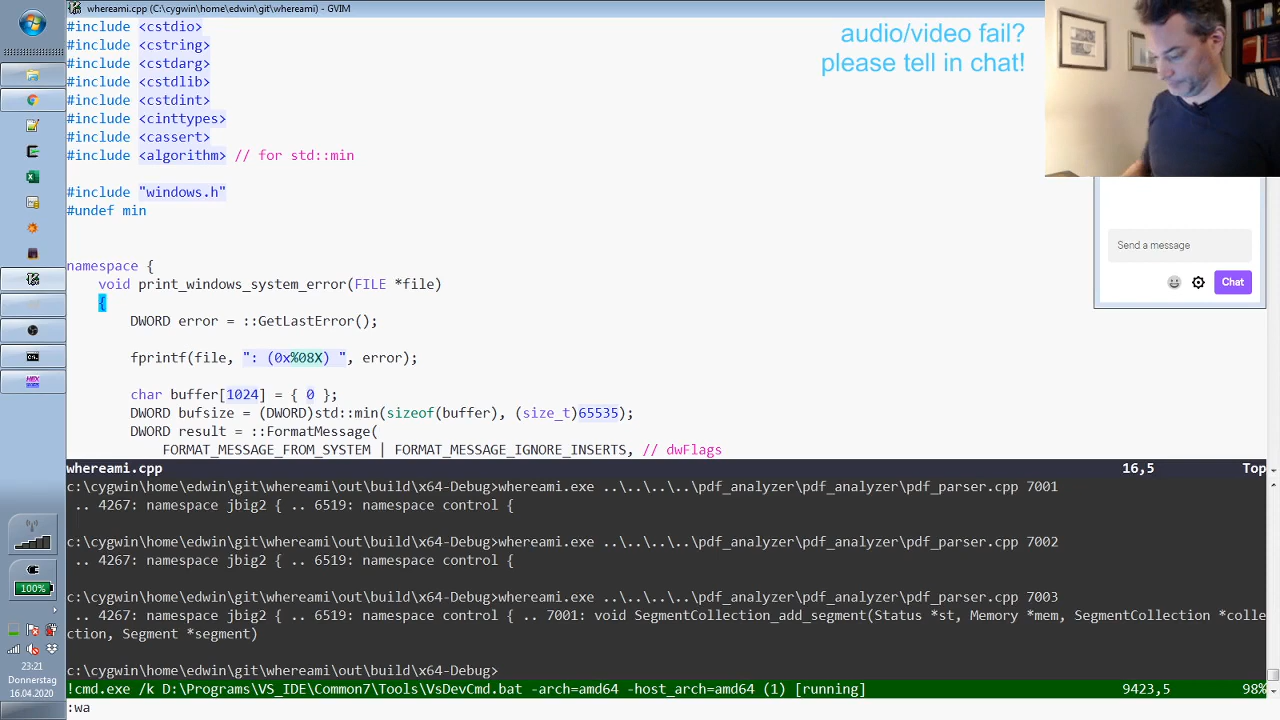 whereami.cpp (C:\cygwin\home\edwin\git\whereami) - GVIM
#include <cstdio>
#include <cstring>
#include <cstdarg>
#include <cstdlib>
#include <cstdint>
#include <cinttypes>
#include <cassert>
#include <algorithm> // for std::min
#include "windows.h"
#undef min
namespace {
void print_windows_system_error(FILE *file)
{
DWORD error = ::GetLastError();
fprintf(file, ": (0x%08X) ", error);
char buffer[1024] = { 0 };
DWORD bufsize = (DWORD)std::min(sizeof(buffer), (size_t)65535);
DWORD result = ::FormatMessage(
FORMAT_MESSAGE_FROM_SYSTEM | FORMAT_MESSAGE_IGNORE_INSERTS, // dwFlags
audio/video fail?
please tell in chat!
Send a message
Chat
whereami.cpp 16,5 Top
c:\cygwin\home\edwin\git\whereami\out\build\x64-Debug>whereami.exe ..\..\..\..\pdf_analyzer\pdf_analyzer\pdf_parser.cpp 7001
.. 4267: namespace jbig2 { .. 6519: namespace control {
c:\cygwin\home\edwin\git\whereami\out\build\x64-Debug>whereami.exe ..\..\..\..\pdf_analyzer\pdf_analyzer\pdf_parser.cpp 7002
.. 4267: namespace jbig2 { .. 6519: namespace control {
c:\cygwin\home\edwin\git\whereami\out\build\x64-Debug>whereami.exe ..\..\..\..\pdf_analyzer\pdf_analyzer\pdf_parser.cpp 7003
.. 4267: namespace jbig2 { .. 6519: namespace control { .. 7001: void SegmentCollection_add_segment(Status *st, Memory *mem, SegmentCollection *colle
ction, Segment *segment)
c:\cygwin\home\edwin\git\whereami\out\build\x64-Debug>
!cmd.exe /k D:\Programs\VS_IDE\Common7\Tools\VsDevCmd.bat -arch=amd64 -host_arch=amd64 (1) [running] 9423,5 98%
:wa
100%
23:21
Donnerstag
16.04.2020
HEX